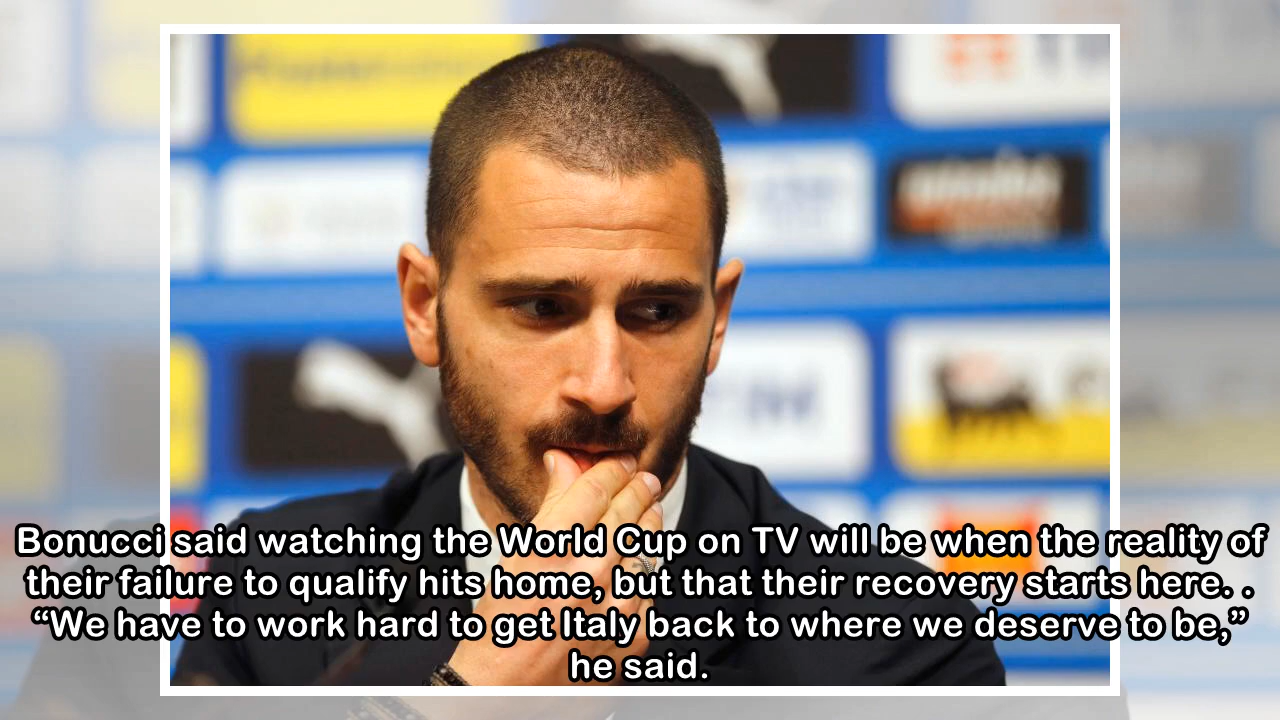 Bonucci said watching the World Cup on TV will be when the reality of
their failure to qualify hits home, but that their recovery starts here. .
“We have to work hard to get Italy back to where we deserve to be,”
he said.